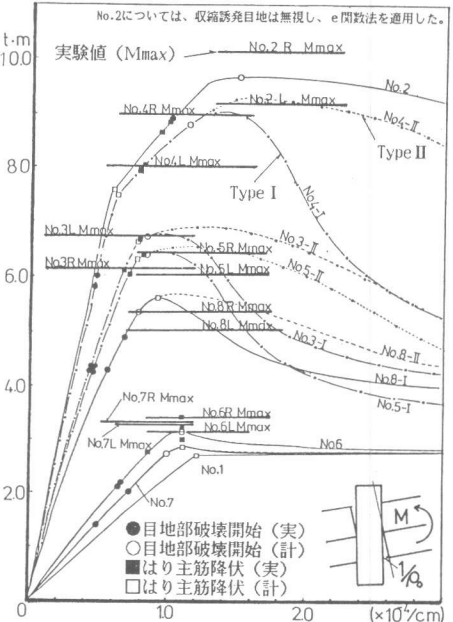 No.2については、収縮誘発目地は無視し、e関数法を適用した。
t·m
実験値(Mmax)
No.2 R Mmax
10.0
No.2
No.2-L Mmax
No.4R Mmax
No4-II
Type II
No4L Mmax
8.0
Type I
No.4-I
No.3L Mmax
No.3-II
No.5R Mmax
No.3R Mmax
No.5L Mmax
No.5-II
6.0
No.8R Mmax
No.8L Mmax
No.3-I
No.8-II
No.8-I
4.0
No.5-I
No.7R Mmax
No.6R Mmax
No.6L Mmax
No.7L Mmax
No6
No.1
2.0
No.7
●目地部破壊開始(実)
○目地部破壊開始(計)
■はり主筋降伏(実)
□はり主筋降伏(計)
M
1/ρ₀
0
1.0
2.0
(×10⁻⁴/cm)